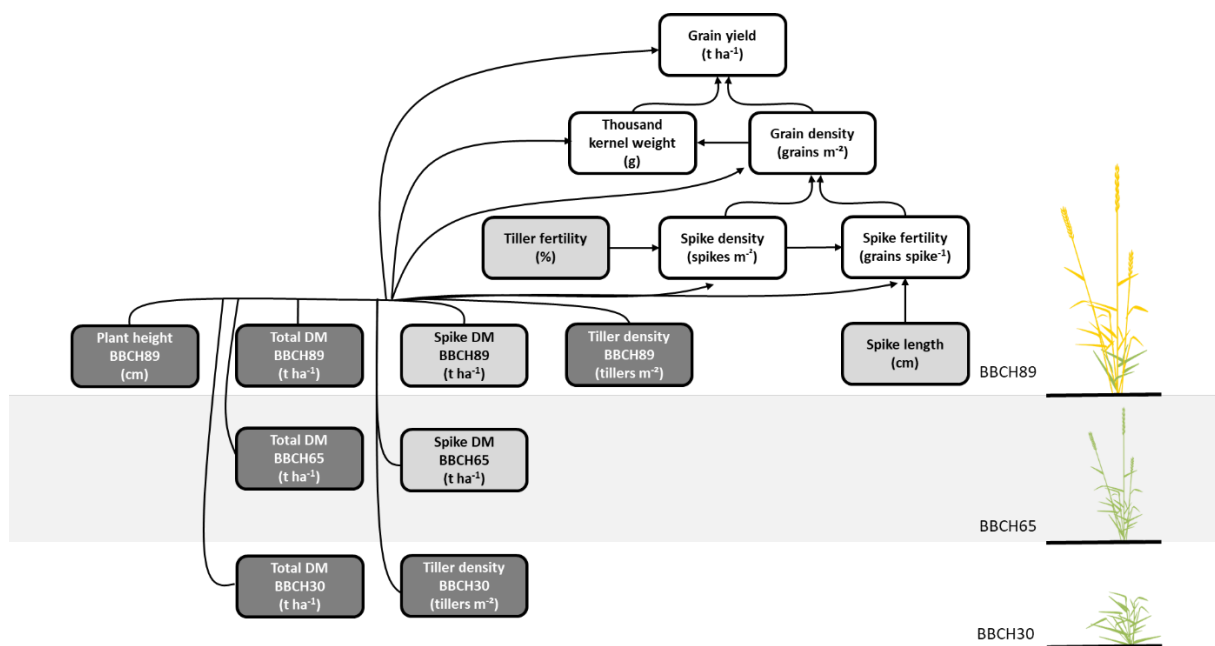 Grain yield
(t ha⁻¹)
Thousand
kernel weight
(g)
Grain density
(grains m⁻²)
Tiller fertility
(%)
Spike density
(spikes m⁻²)
Spike fertility
(grains spike⁻¹)
Plant height
BBCH89
(cm)
Total DM
BBCH89
(t ha⁻¹)
Spike DM
BBCH89
(t ha⁻¹)
Tiller density
BBCH89
(tillers m⁻²)
Spike length
(cm)
BBCH89
Total DM
BBCH65
(t ha⁻¹)
Spike DM
BBCH65
(t ha⁻¹)
BBCH65
Total DM
BBCH30
(t ha⁻¹)
Tiller density
BBCH30
(tillers m⁻²)
BBCH30